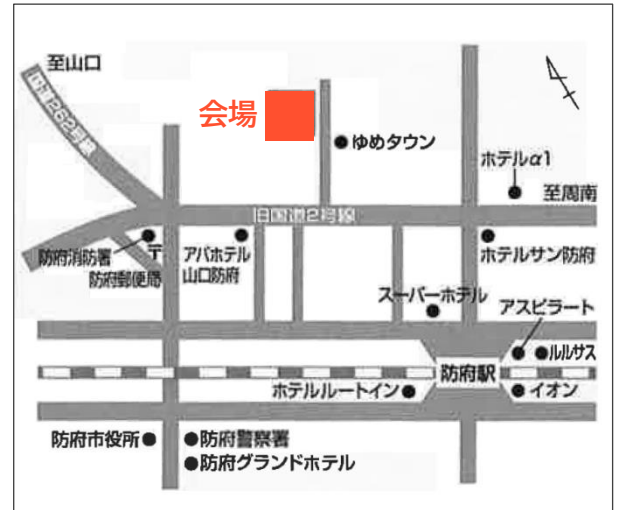 至山口
旧国道262号線
会場
ゆめタウン
ホテルα1
至周南
旧国道2号線
防府消防署
〒
防府郵便局
アパホテル
山口防府
ホテルサン防府
スーパーホテル
アスピラート
ルルサス
防府駅
ホテルルートイン
イオン
防府市役所
防府警察署
防府グランドホテル